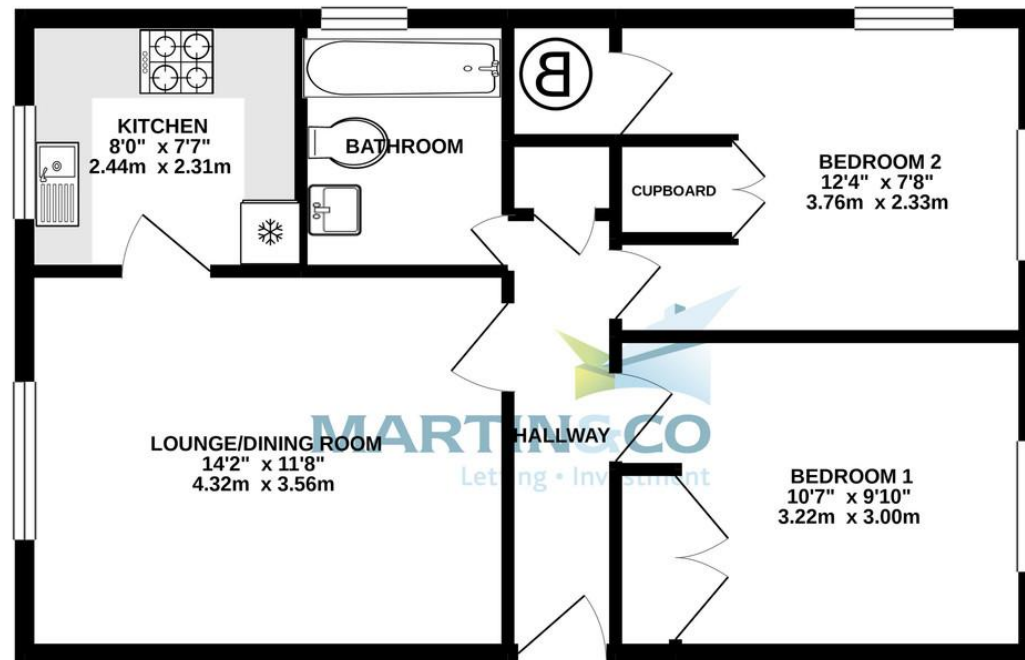 KITCHEN
8'0" x 7'7"
2.44m x 2.31m
BATHROOM
B
CUPBOARD
BEDROOM 2
12'4" x 7'8"
3.76m x 2.33m
LOUNGE/DINING ROOM
14'2" x 11'8"
4.32m x 3.56m
MARTIN&CO
HALLWAY
Letting • Investment
BEDROOM 1
10'7" x 9'10"
3.22m x 3.00m